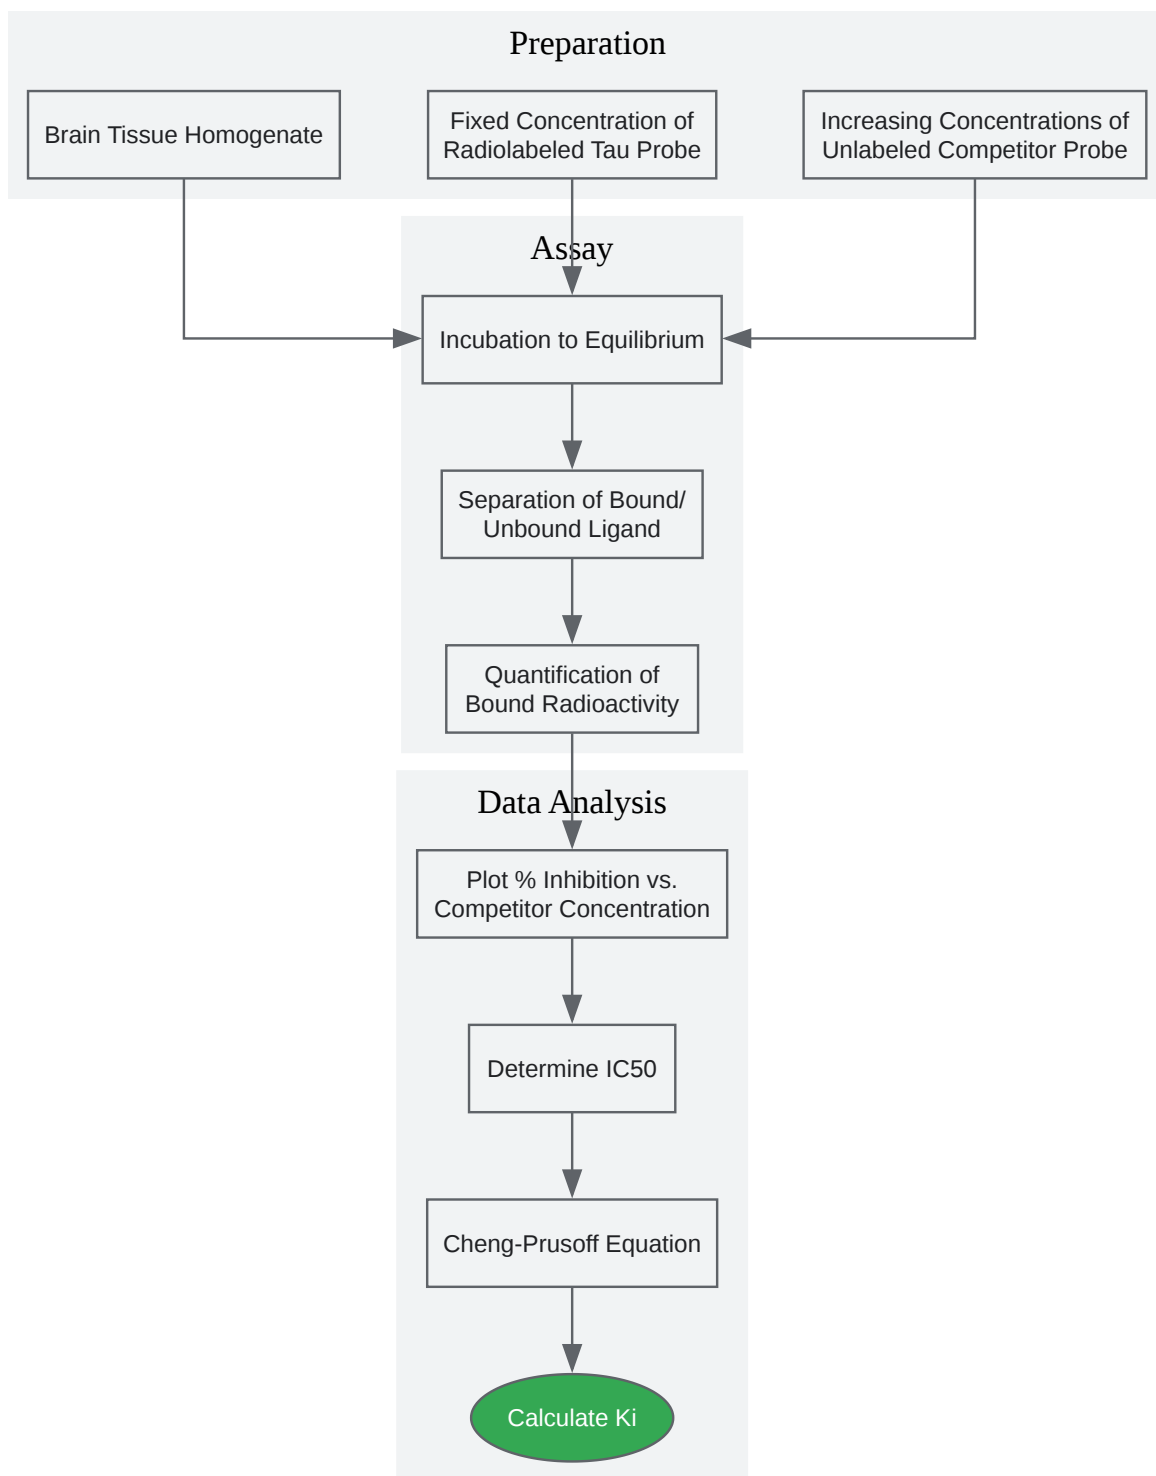 Preparation
Brain Tissue Homogenate
Fixed Concentration of
Radiolabeled Tau Probe
Increasing Concentrations of
Unlabeled Competitor Probe
Assay
Incubation to Equilibrium
Separation of Bound/
Unbound Ligand
Quantification of
Bound Radioactivity
Data Analysis
Plot % Inhibition vs.
Competitor Concentration
Determine IC50
Cheng-Prusoff Equation
Calculate Ki